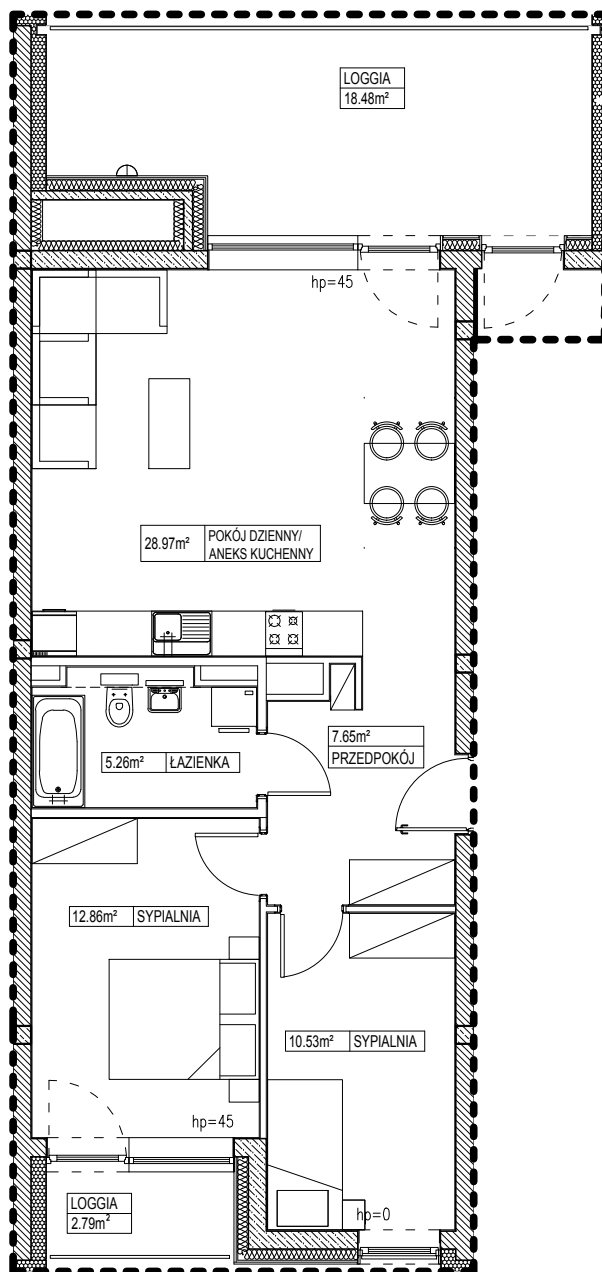 LOGGIA
18.48m²
hp=45
28.97m² POKÓJ DZIENNY/
ANEKS KUCHENNY
7.65m²
PRZEDPOKÓJ
5.26m² ŁAZIENKA
12.86m² SYPIALNIA
10.53m² SYPIALNIA
hp=45
LOGGIA
2.79m²
hp=0